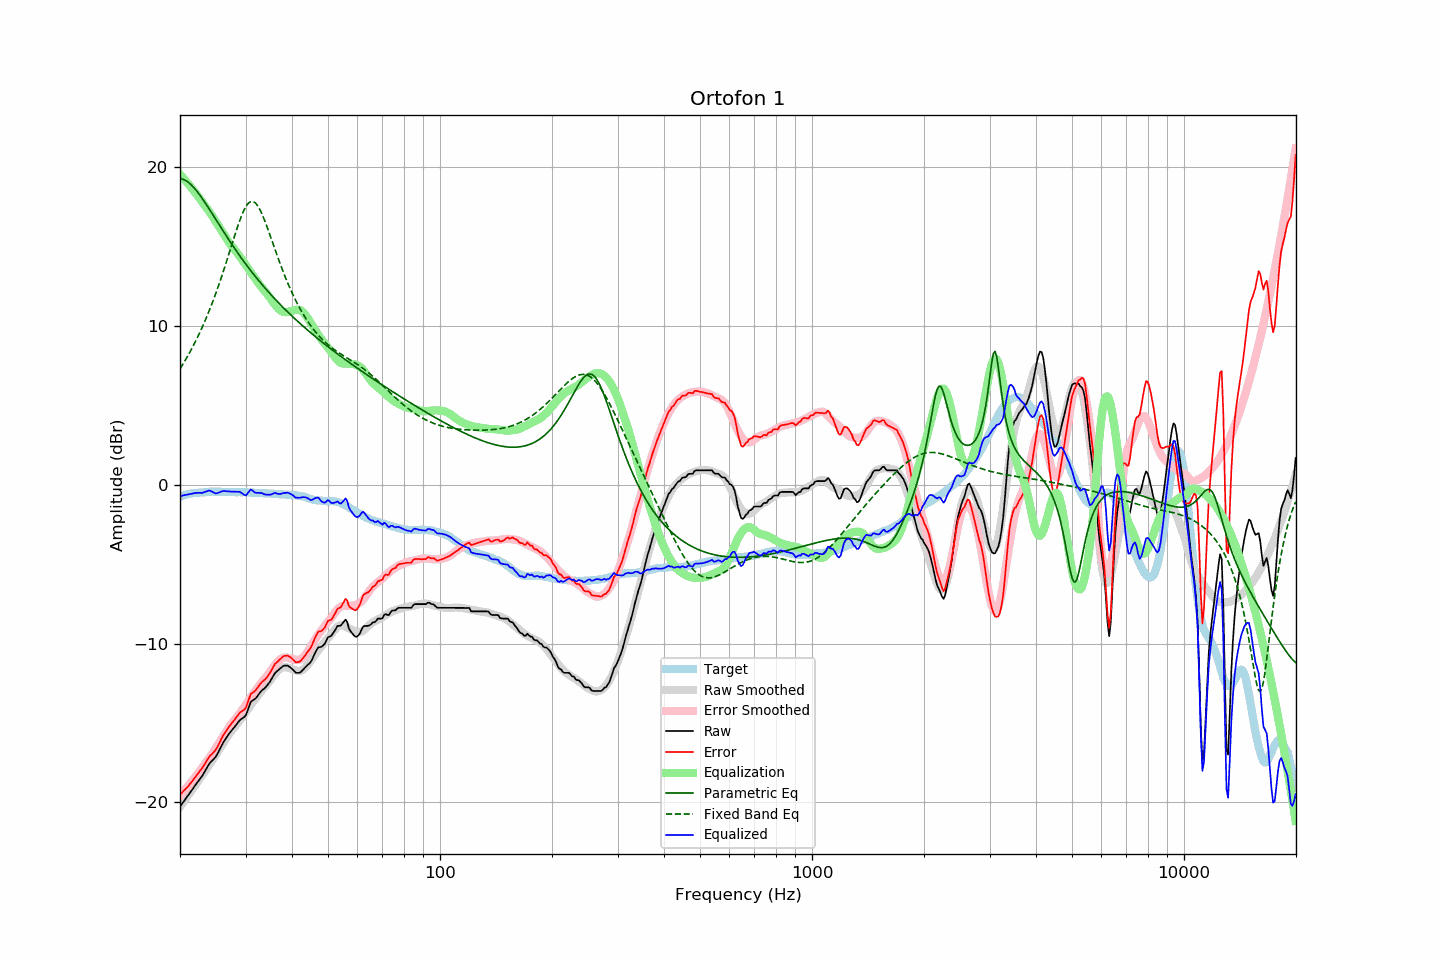 Ortofon 1
Amplitude (dBr)
20
10
0
−10
−20
Target
Raw Smoothed
Error Smoothed
Raw
Error
Equalization
Parametric Eq
Fixed Band Eq
Equalized
100
1000
10000
Frequency (Hz)